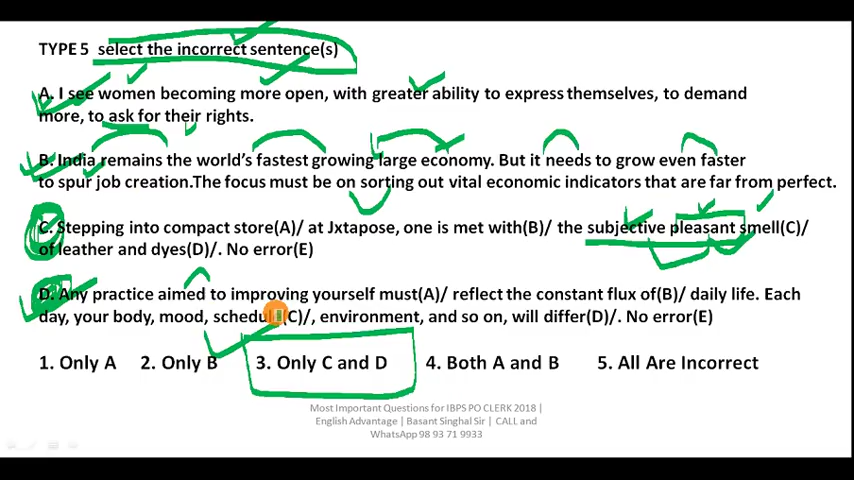 TYPE 5 select the incorrect sentence(s)
A. I see women becoming more open, with greater ability to express themselves, to demand
more, to ask for their rights.
B. India remains the world's fastest growing large economy. But it needs to grow even faster
to spur job creation.The focus must be on sorting out vital economic indicators that are far from perfect.
C. Stepping into compact store(A)/ at Jxtapose, one is met with(B)/ the subjective pleasant smell(C)/
of leather and dyes(D)/. No error(E)
D. Any practice aimed to improving yourself must(A)/ reflect the constant flux of(B)/ daily life. Each
day, your body, mood, (C)/, environment, and so on, will differ(D)/. No error(E)
1. Only A 2. Only B 3. Only C and D 4. Both A and B 5. All Are Incorrect
Most Important Questions for IBPS PO CLERK 2018 |
English Advantage | Basant Singhal Sir | CALL and
WhatsApp 98 93 71 9933